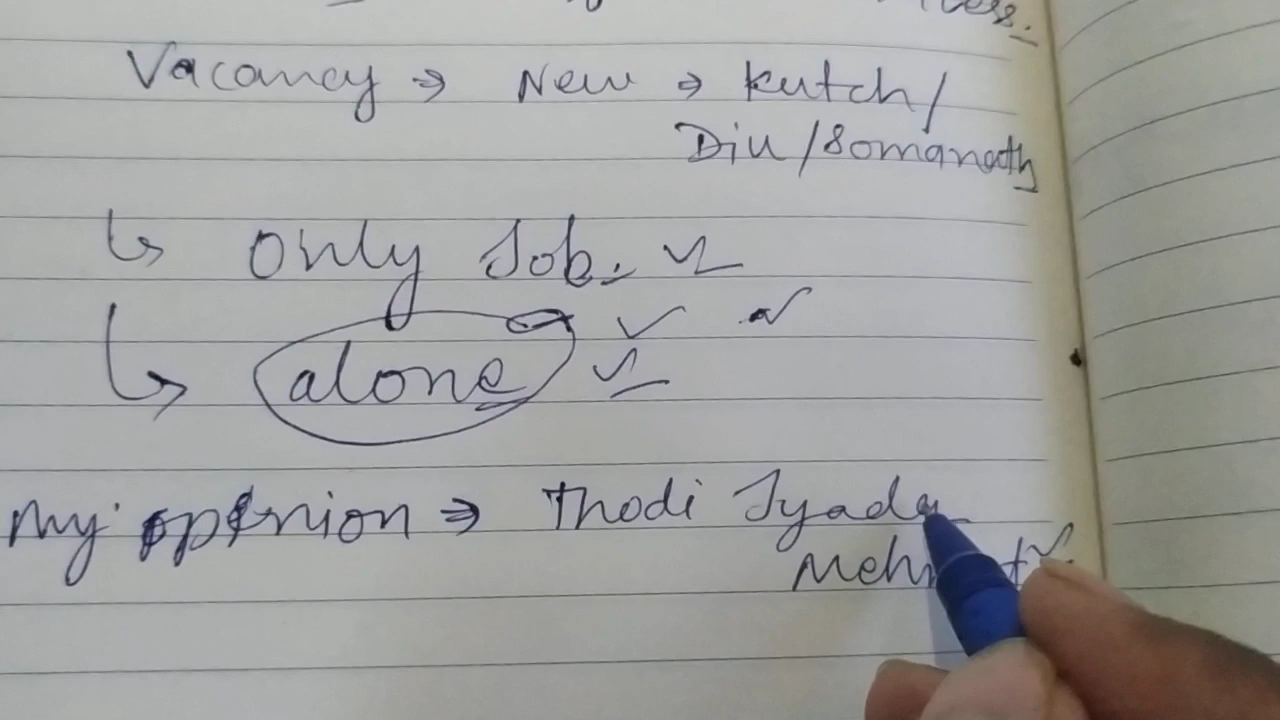 Vacancy → New → Kutch/
Diu/Somanath
↳ Only Job. ✓
↳ alone ✓ ✓ ✓
My opinion ⇒ Thodi Jyada